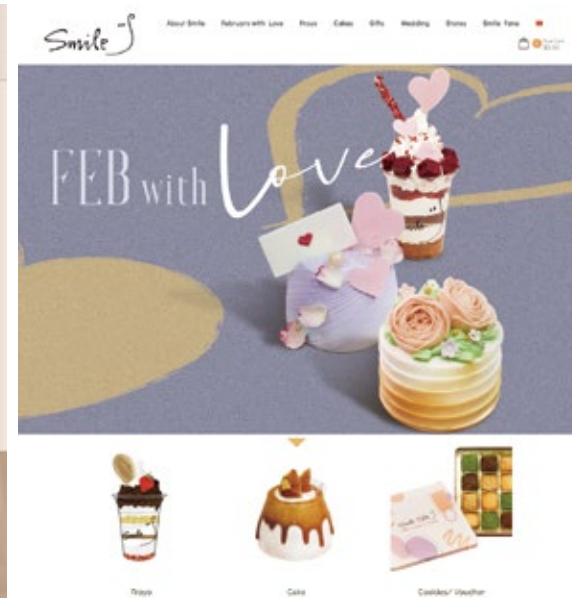 Smile
About Smile February with Love Froyo Cakes Gifts Wedding Stores Smile Fans
FEB with Love
Froyo Cake Cookies/ Voucher